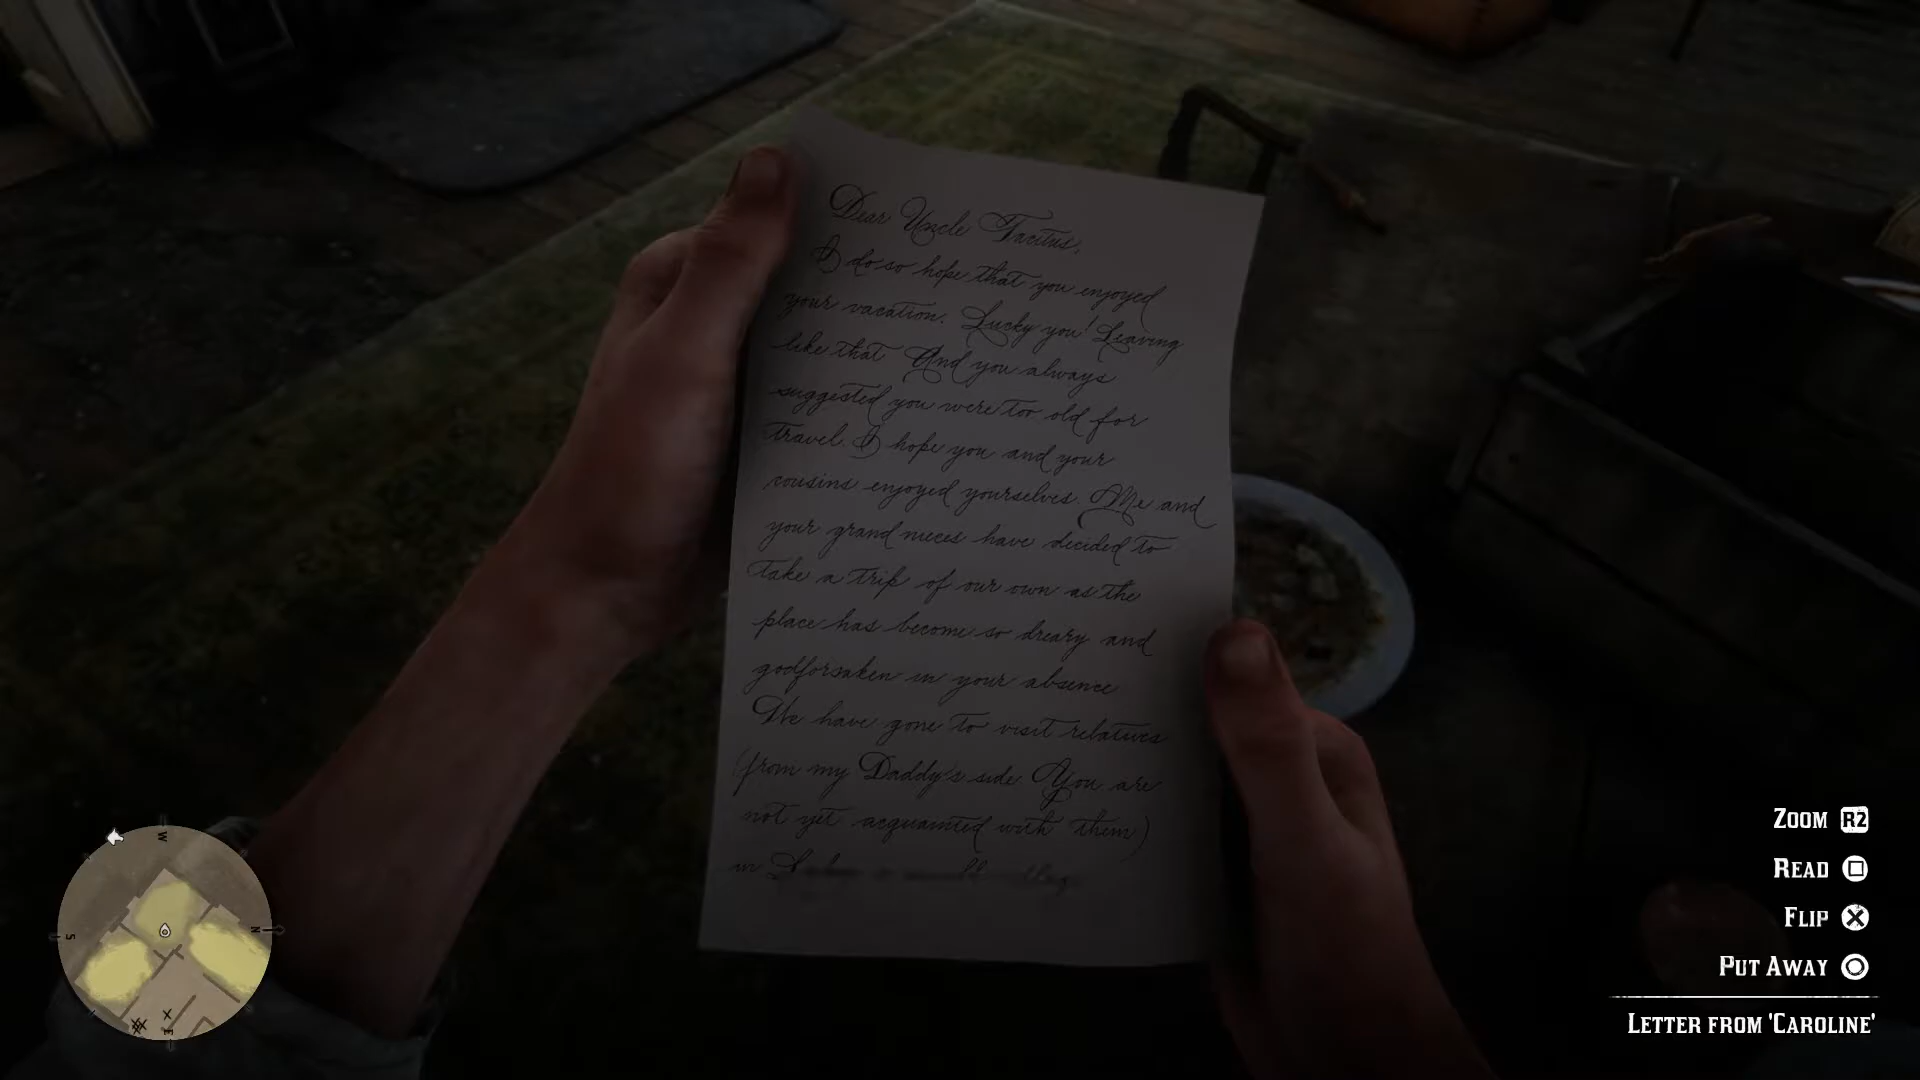 Dear Uncle Tacitus,
I do so hope that you enjoyed
your vacation. Lucky you! Leaving
like that And you always
suggested you were too old for
travel. I hope you and your
cousins enjoyed yourselves. Me and
your grand nieces have decided to
take a trip of our own as the
place has become so dreary and
godforsaken in your absence
We have gone to visit relatives
(from my Daddy's side. You are
not yet acquainted with them)
in
ZOOM R2
READ
FLIP
PUT AWAY
LETTER FROM 'CAROLINE'
W
S
N
E